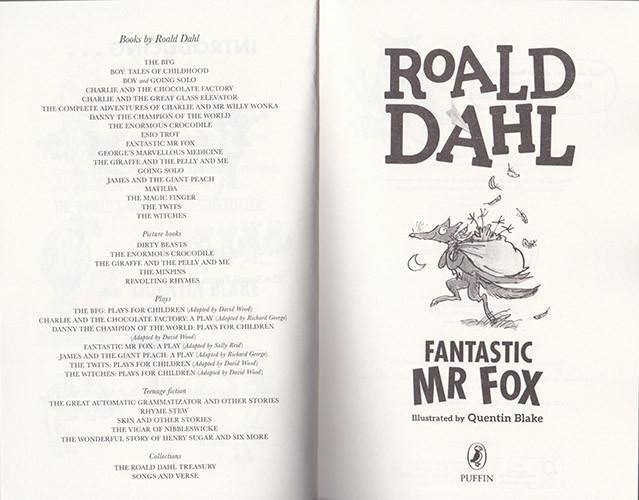 Books by Roald Dahl
THE BFG
BOY: TALES OF CHILDHOOD
BOY and GOING SOLO
CHARLIE AND THE CHOCOLATE FACTORY
CHARLIE AND THE GREAT GLASS ELEVATOR
THE COMPLETE ADVENTURES OF CHARLIE AND MR WILLY WONKA
DANNY THE CHAMPION OF THE WORLD
THE ENORMOUS CROCODILE
ESIO TROT
FANTASTIC MR FOX
GEORGE'S MARVELLOUS MEDICINE
THE GIRAFFE AND THE PELLY AND ME
GOING SOLO
JAMES AND THE GIANT PEACH
MATILDA
THE MAGIC FINGER
THE TWITS
THE WITCHES
Picture books
DIRTY BEASTS
THE ENORMOUS CROCODILE
THE GIRAFFE AND THE PELLY AND ME
THE MINPINS
REVOLTING RHYMES
Plays
THE BFG: PLAYS FOR CHILDREN (Adapted by David Wood)
CHARLIE AND THE CHOCOLATE FACTORY: A PLAY (Adapted by Richard George)
DANNY THE CHAMPION OF THE WORLD: PLAYS FOR CHILDREN
(Adapted by David Wood)
FANTASTIC MR FOX: A PLAY (Adapted by Sally Reid)
JAMES AND THE GIANT PEACH: A PLAY (Adapted by Richard George)
THE TWITS: PLAYS FOR CHILDREN (Adapted by David Wood)
THE WITCHES: PLAYS FOR CHILDREN (Adapted by David Wood)
Teenage fiction
THE GREAT AUTOMATIC GRAMMATIZATOR AND OTHER STORIES
RHYME STEW
SKIN AND OTHER STORIES
THE VICAR OF NIBBLESWICKE
THE WONDERFUL STORY OF HENRY SUGAR AND SIX MORE
Collections
THE ROALD DAHL TREASURY
SONGS AND VERSE
ROALD
DAHL
FANTASTIC
MR FOX
Illustrated by Quentin Blake
PUFFIN